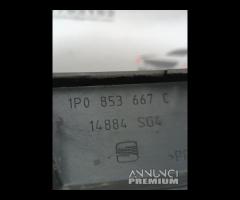 1P0 853 667 C
14884 SG4
ANNUNCI
PREMIUM